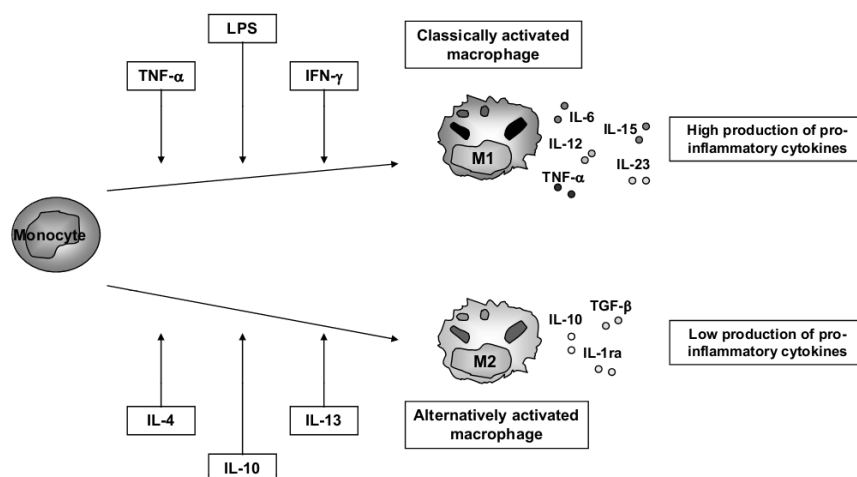 LPS
TNF-α
IFN-γ
Classically activated
macrophage
M1
IL-6
IL-15
IL-12
IL-23
TNF-α
High production of pro-
inflammatory cytokines
Monocyte
M2
IL-10
TGF-β
IL-1ra
Low production of pro-
inflammatory cytokines
IL-4
IL-13
IL-10
Alternatively activated
macrophage